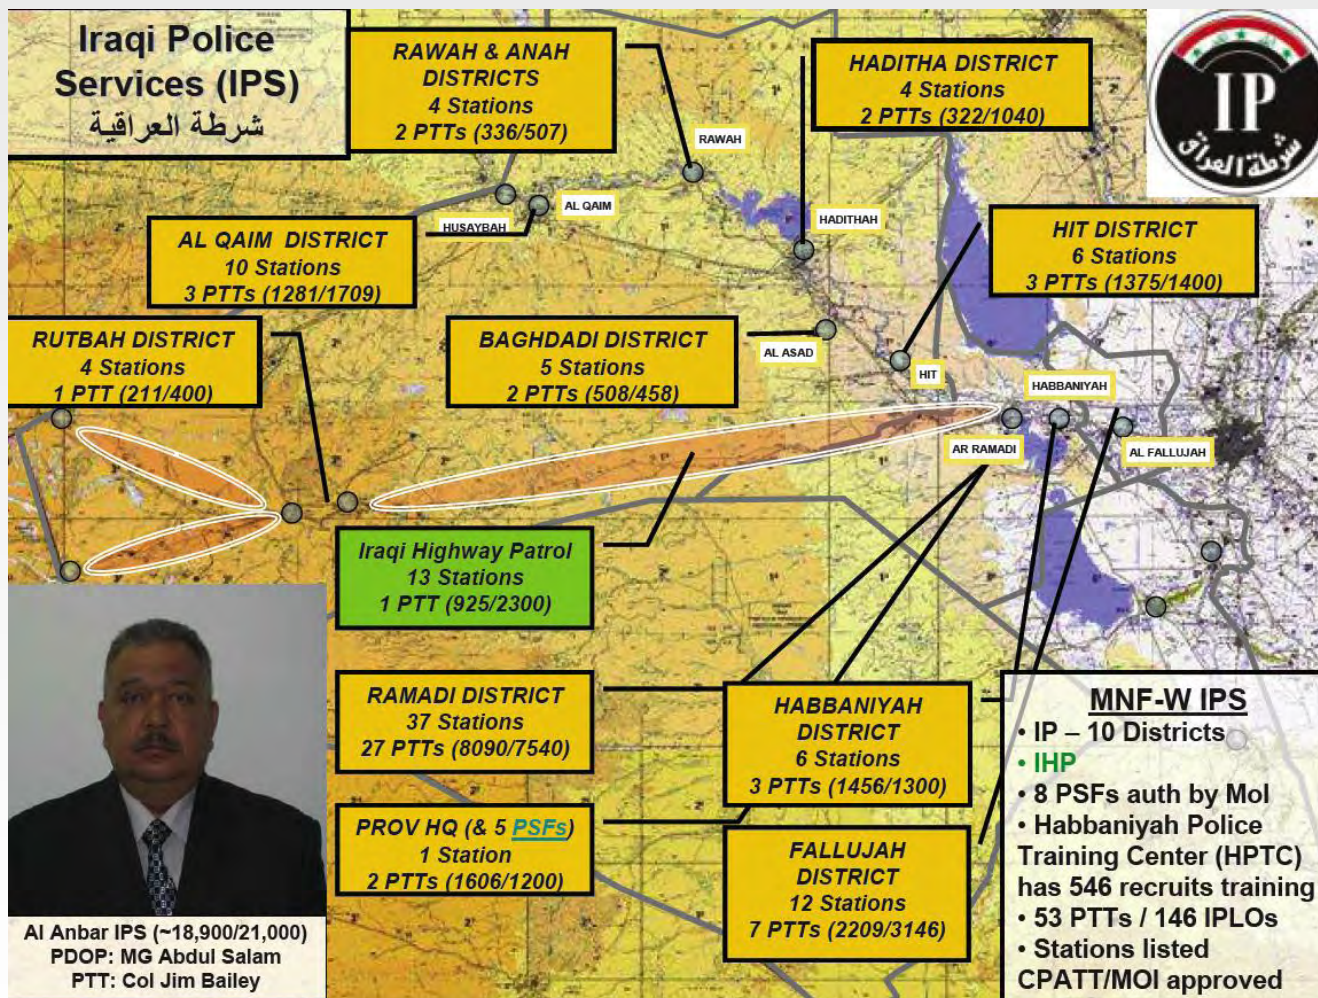 Iraqi Police
Services (IPS)
شرطة العراقية
RAWAH & ANAH
DISTRICTS
4 Stations
2 PTTs (336/507)
HADITHA DISTRICT
4 Stations
2 PTTs (322/1040)
IP
شرطة العراق
RAWAH
AL QAIM
HUSAYBAH
HADITHAH
AL QAIM DISTRICT
10 Stations
3 PTTs (1281/1709)
HIT DISTRICT
6 Stations
3 PTTs (1375/1400)
RUTBAH DISTRICT
4 Stations
1 PTT (211/400)
BAGHDADI DISTRICT
5 Stations
2 PTTs (508/458)
AL ASAD
HIT
HABBANIYAH
AR RAMADI
AL FALLUJAH
Iraqi Highway Patrol
13 Stations
1 PTT (925/2300)
RAMADI DISTRICT
37 Stations
27 PTTs (8090/7540)
HABBANIYAH
DISTRICT
6 Stations
3 PTTs (1456/1300)
PROV HQ (& 5 PSFs)
1 Station
2 PTTs (1606/1200)
FALLUJAH
DISTRICT
12 Stations
7 PTTs (2209/3146)
MNF-W IPS
• IP – 10 Districts
• IHP
• 8 PSFs auth by MoI
• Habbaniyah Police
Training Center (HPTC)
has 546 recruits training
• 53 PTTs / 146 IPLOs
• Stations listed
CPATT/MOI approved
Al Anbar IPS (~18,900/21,000)
PDOP: MG Abdul Salam
PTT: Col Jim Bailey